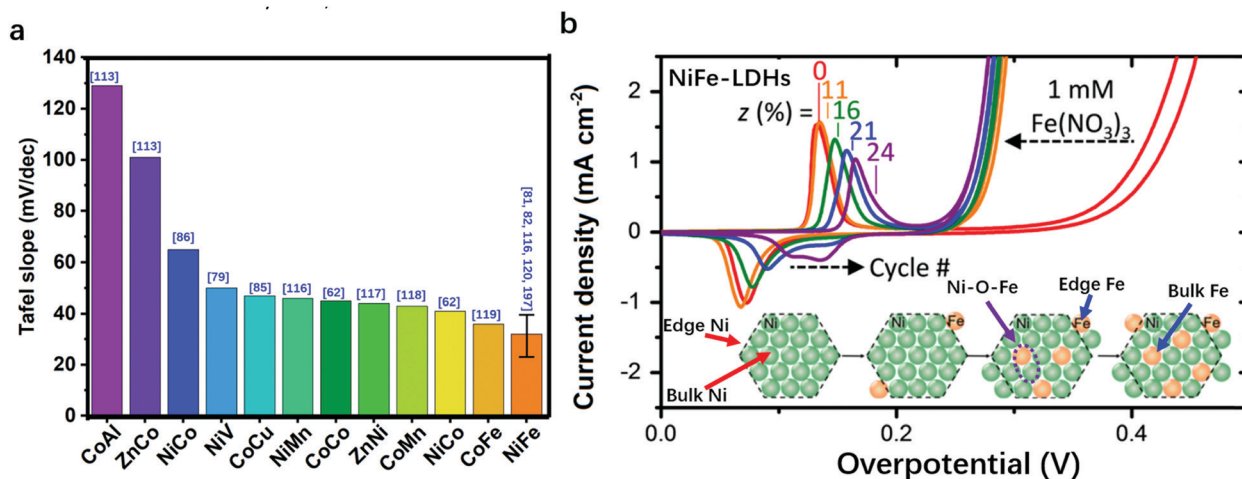 a
Tafel slope (mV/dec)
140
120
100
80
60
40
20
0
[113]
[113]
[86]
[79]
[85]
[116]
[62]
[117]
[118]
[62]
[119]
[81, 82, 116, 120, 197]
CoAl
ZnCo
NiCo
NiV
CoCu
NiMn
CoCo
ZnNi
CoMn
NiCo
CoFe
NiFe
b
Current density (mA cm⁻²)
2
1
0
-1
-2
NiFe-LDHs
z (%) =
0
11
16
21
24
1 mM
Fe(NO₃)₃
Cycle #
Ni-O-Fe
Edge Fe
Bulk Fe
Edge Ni
Bulk Ni
Ni
Ni
Fe
Ni
Fe
Ni
Fe
0.0
0.2
0.4
Overpotential (V)